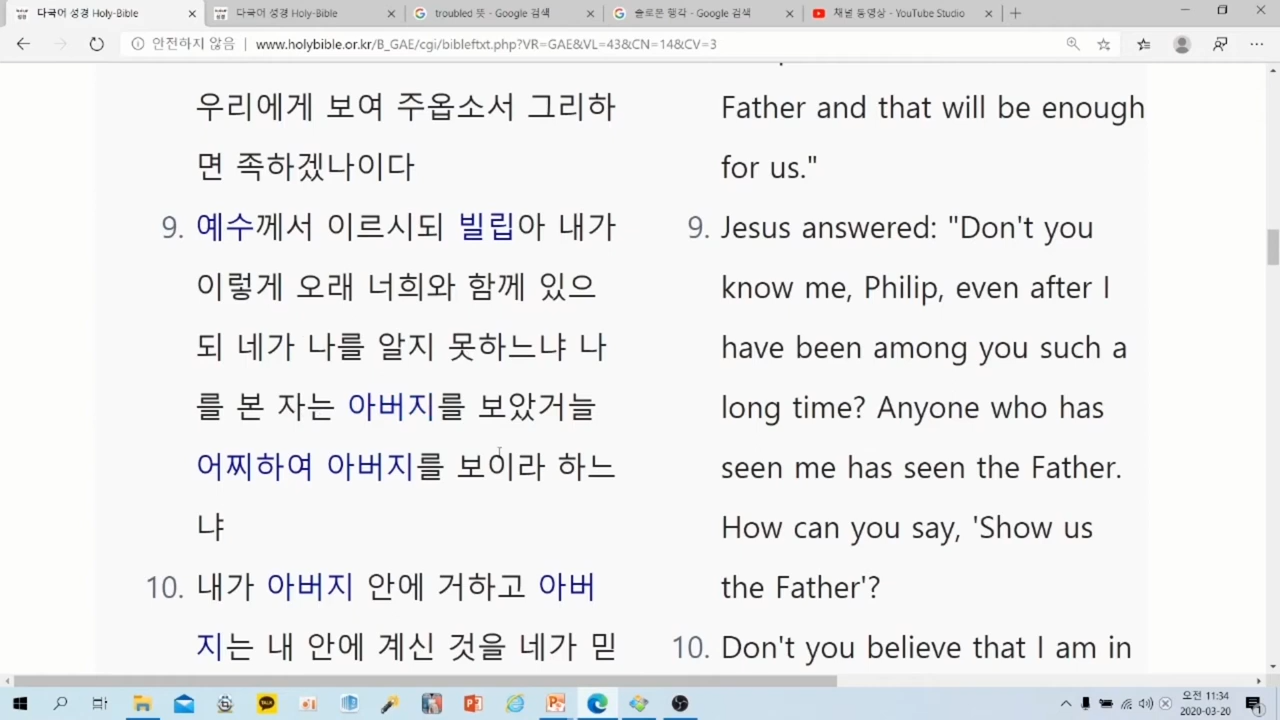 다국어 성경 Holy-Bible
다국어 성경 Holy-Bible
troubled 뜻 - Google 검색
솔로몬 행각 - Google 검색
채널 동영상 - YouTube Studio
안전하지 않음
www.holybible.or.kr/B_GAE/cgi/bibleftxt.php?VR=GAE&VL=43&CN=14&CV=3
우리에게 보여 주옵소서 그리하
면 족하겠나이다
9. 예수께서 이르시되 빌립아 내가
이렇게 오래 너희와 함께 있으
되 네가 나를 알지 못하느냐 나
를 본 자는 아버지를 보았거늘
어찌하여 아버지를 보이라 하느
냐
10. 내가 아버지 안에 거하고 아버
지는 내 안에 계신 것을 네가 믿
Father and that will be enough
for us."
9. Jesus answered: "Don't you
know me, Philip, even after I
have been among you such a
long time? Anyone who has
seen me has seen the Father.
How can you say, 'Show us
the Father'?
10. Don't you believe that I am in
오전 11:34
2020-03-20